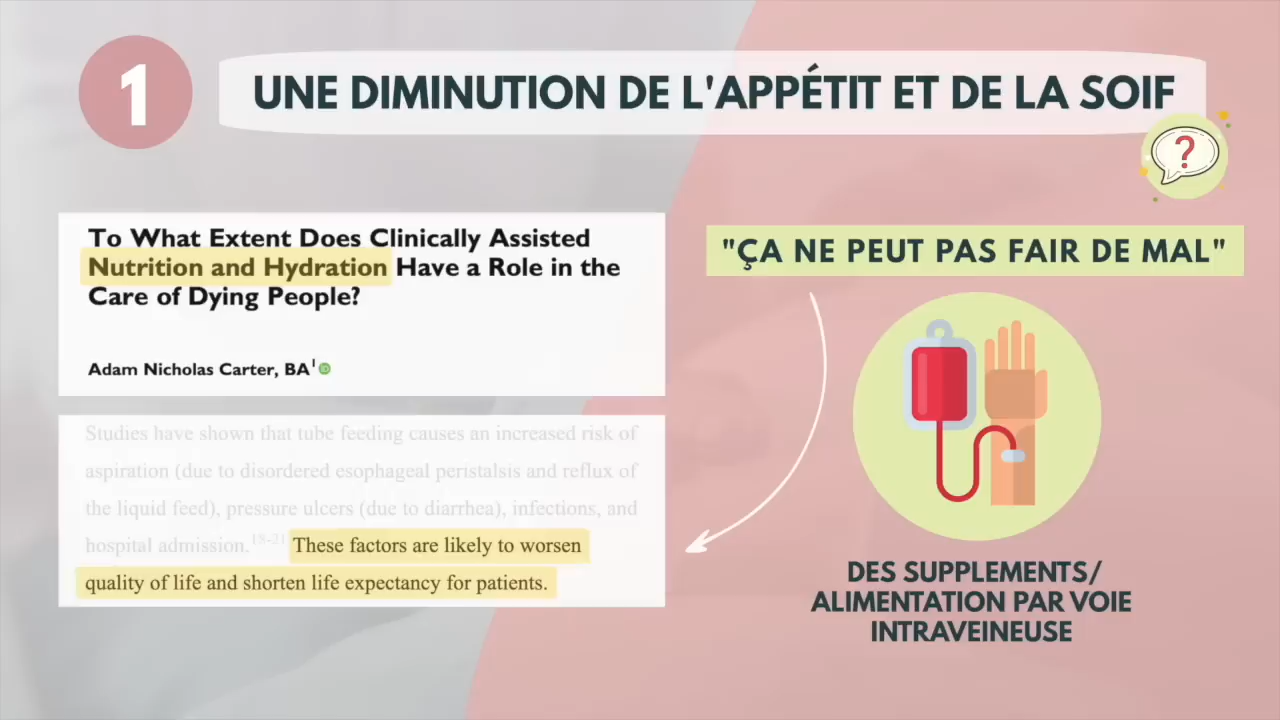 1
UNE DIMINUTION DE L'APPÉTIT ET DE LA SOIF
?
To What Extent Does Clinically Assisted
Nutrition and Hydration Have a Role in the
Care of Dying People?
Adam Nicholas Carter, BA¹ iD
Studies have shown that tube feeding causes an increased risk of
aspiration (due to disordered esophageal peristalsis and reflux of
the liquid feed), pressure ulcers (due to diarrhea), infections, and
hospital admission.¹⁸⁻²¹ These factors are likely to worsen
quality of life and shorten life expectancy for patients.
"ÇA NE PEUT PAS FAIR DE MAL"
DES SUPPLEMENTS/
ALIMENTATION PAR VOIE
INTRAVEINEUSE